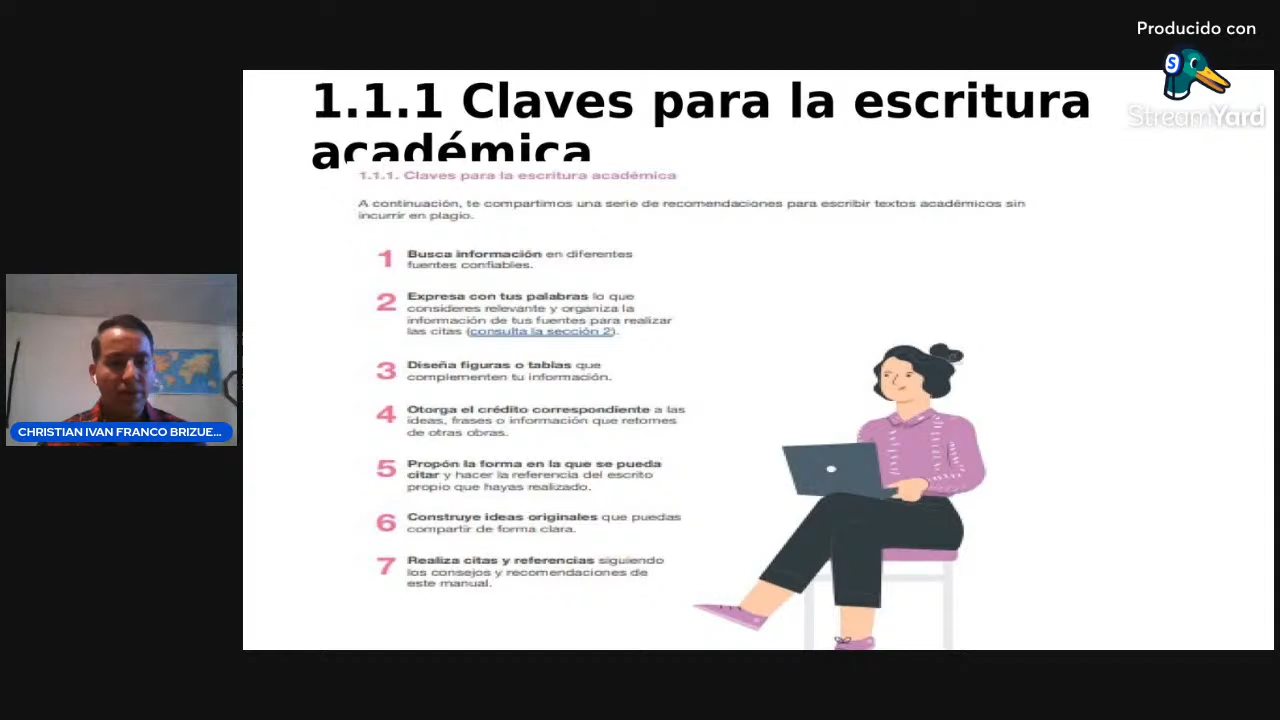 Producido con
StreamYard
1.1.1 Claves para la escritura
académica
1.1.1. Claves para la escritura académica
A continuación, te compartimos una serie de recomendaciones para escribir textos académicos sin
incurrir en plagio.
1 Busca información en diferentes
fuentes confiables.
2 Expresa con tus palabras lo que
consideres relevante y organiza la
información de tus fuentes para realizar
las citas (consulta la sección 2).
3 Diseña figuras o tablas que
complementen tu información.
4 Otorga el crédito correspondiente a las
ideas, frases o información que retomes
de otras obras.
5 Propón la forma en la que se pueda
citar y hacer la referencia del escrito
propio que hayas realizado.
6 Construye ideas originales que puedas
compartir de forma clara.
7 Realiza citas y referencias siguiendo
los consejos y recomendaciones de
este manual.
CHRISTIAN IVAN FRANCO BRIZUE...